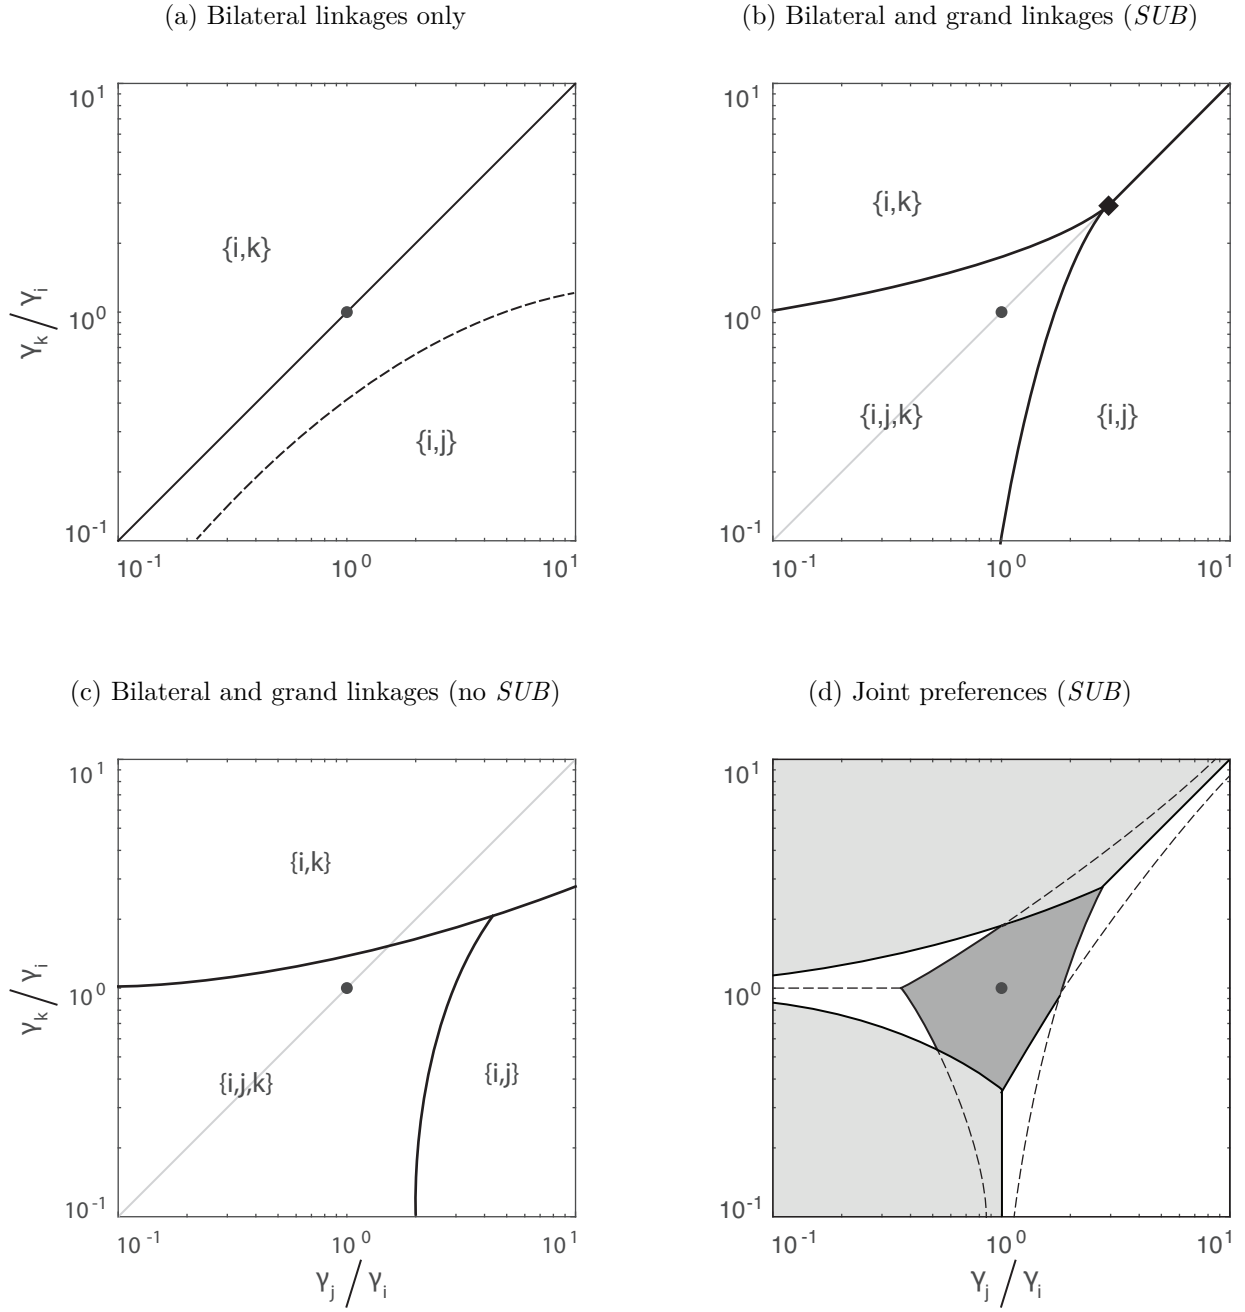 (a) Bilateral linkages only
(b) Bilateral and grand linkages (SUB)
10^1
{i,k}
γ_k / γ_i
10^0
{i,j}
10^-1
10^-1 10^0 10^1
10^1
{i,k}
10^0
{i,j,k} {i,j}
10^-1
10^-1 10^0 10^1
(c) Bilateral and grand linkages (no SUB)
(d) Joint preferences (SUB)
10^1
{i,k}
γ_k / γ_i
10^0
{i,j,k} {i,j}
10^-1
10^-1 10^0 10^1
γ_j / γ_i
10^1
10^0
10^-1
10^-1 10^0 10^1
γ_j / γ_i